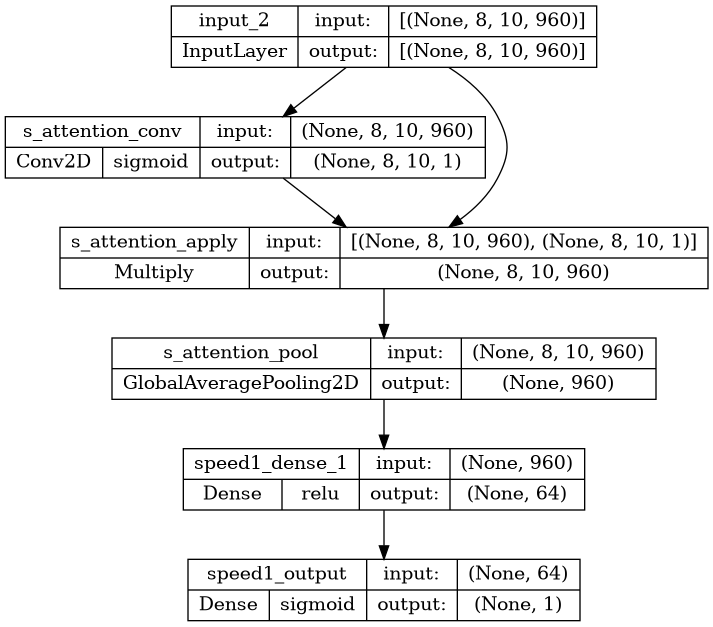 input_2 input: [(None, 8, 10, 960)]
InputLayer output: [(None, 8, 10, 960)]
s_attention_conv input: (None, 8, 10, 960)
Conv2D sigmoid output: (None, 8, 10, 1)
s_attention_apply input: [(None, 8, 10, 960), (None, 8, 10, 1)]
Multiply output: (None, 8, 10, 960)
s_attention_pool input: (None, 8, 10, 960)
GlobalAveragePooling2D output: (None, 960)
speed1_dense_1 input: (None, 960)
Dense relu output: (None, 64)
speed1_output input: (None, 64)
Dense sigmoid output: (None, 1)